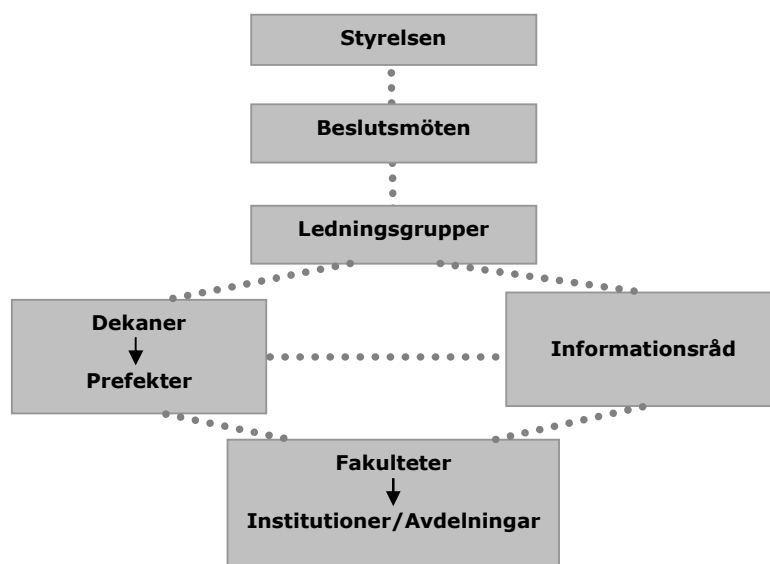 Styrelsen
Beslutsmöten
Ledningsgrupper
Dekaner
Prefekter
Informationsråd
Fakulteter
Institutioner/Avdelningar